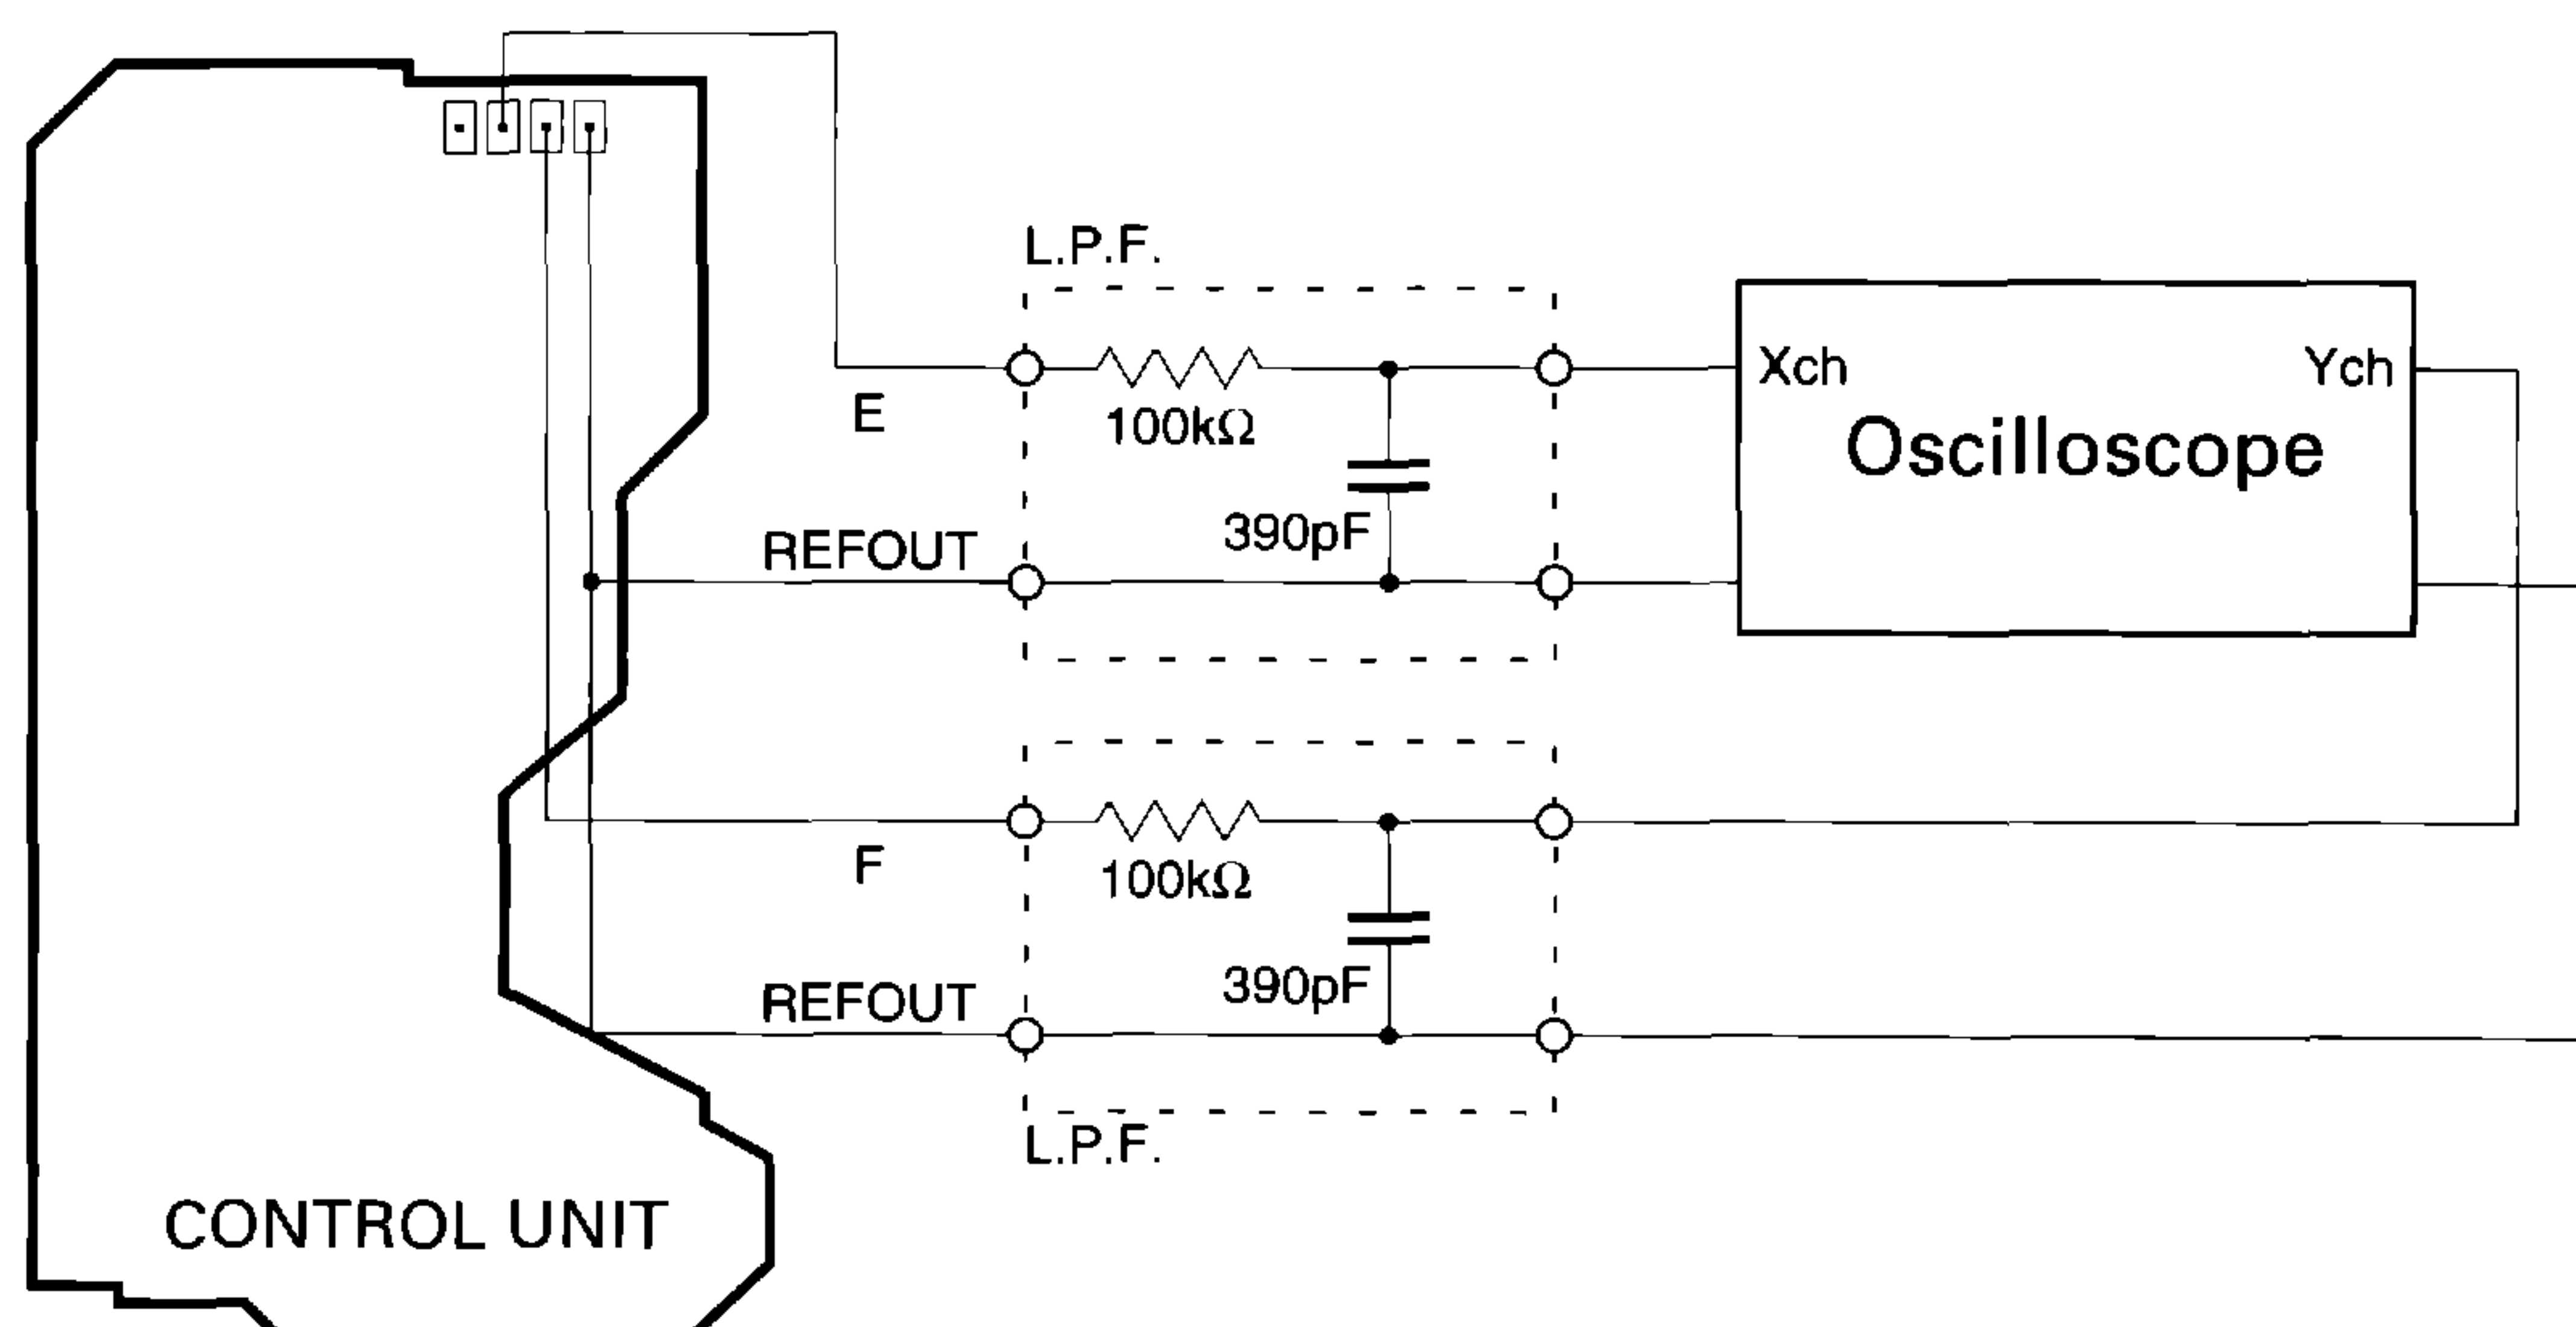 L.P.F.
E
100kΩ
390pF
REFOUT
Xch
Ych
Oscilloscope
F
100kΩ
390pF
REFOUT
L.P.F.
CONTROL UNIT